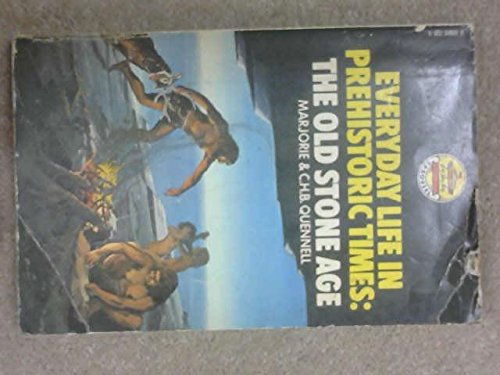 EVERYDAY LIFE IN
PREHISTORIC TIMES:
THE OLD STONE AGE
MARJORIE & C.H.B. QUENNELL